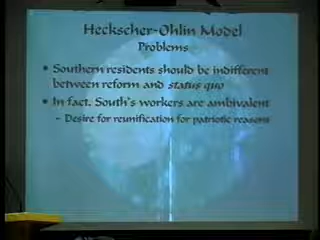 Heckscher-Ohlin Model
Problems
• Southern residents should be indifferent
between reform and status quo
• In fact, South's workers are ambivalent
– Desire for reunification for patriotic reasons